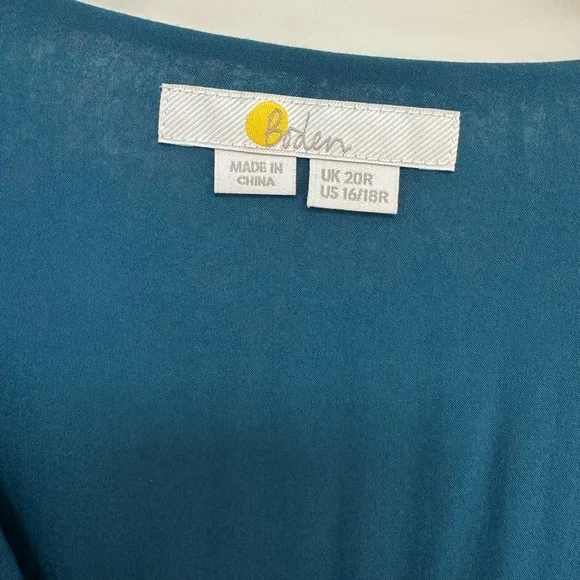 Boden
MADE IN
CHINA
UK 20R
US 16/18R